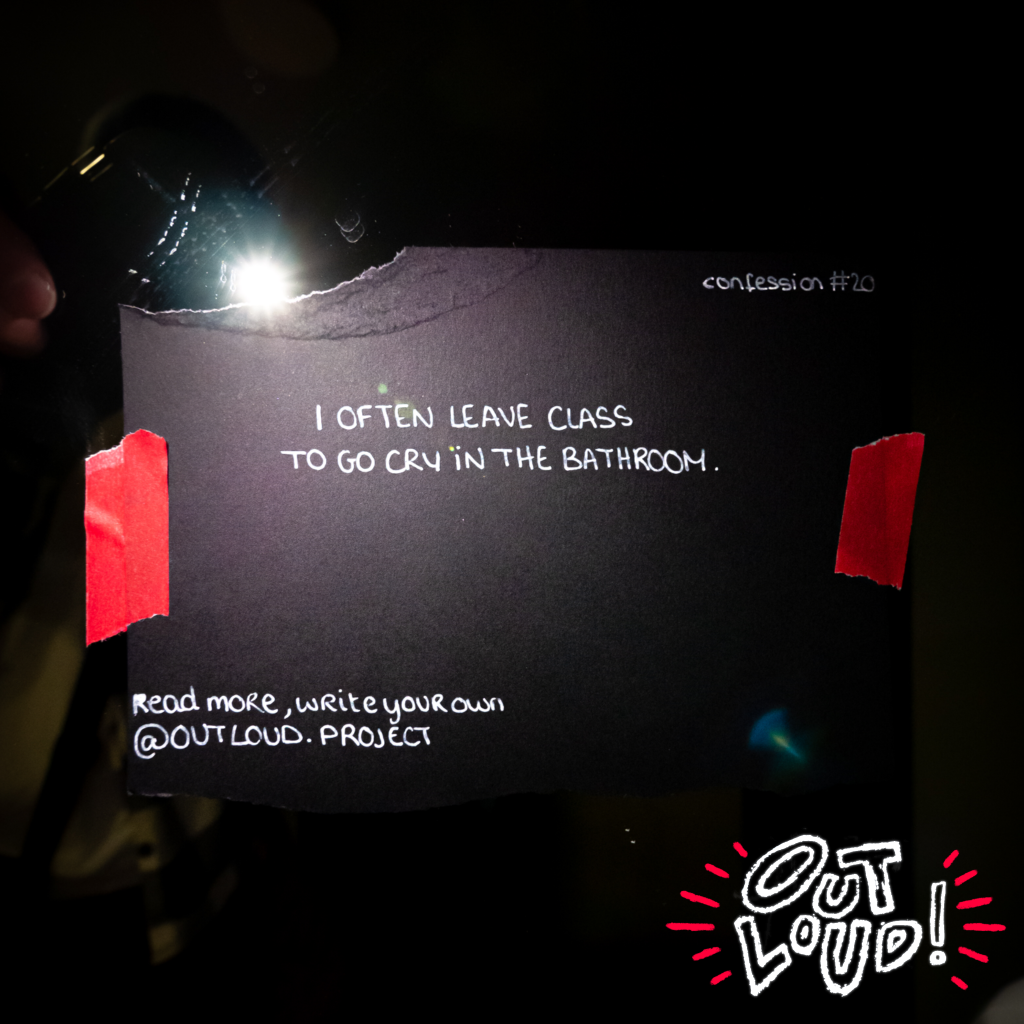 confession #20
I OFTEN LEAVE CLASS
TO GO CRY IN THE BATHROOM.
Read more, write your own
@OUTLOUD.PROJECT
OUT
LOUD!